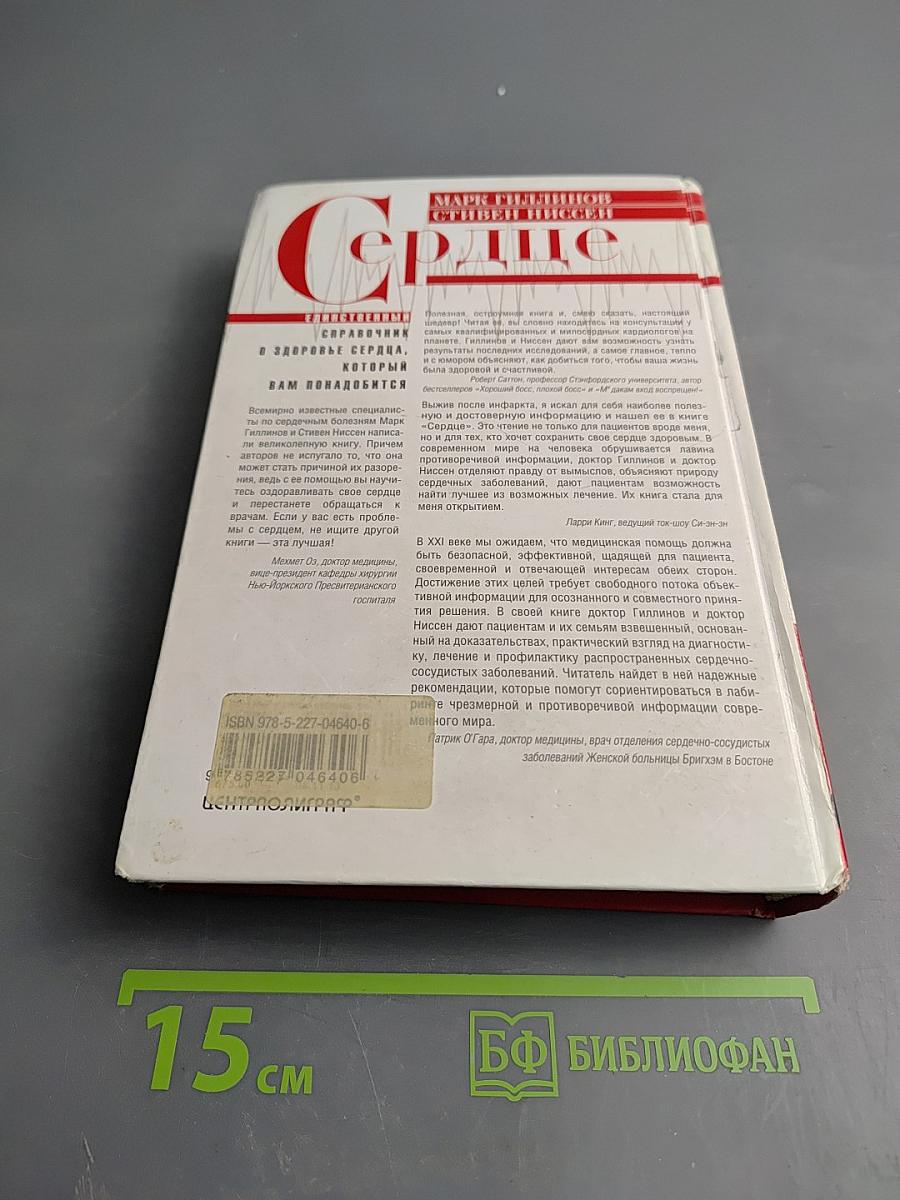 МАРК ГИЛЛИНОВ
СТИВЕН НИССЕН
Сердце
ЕДИНСТВЕННЫЙ
СПРАВОЧНИК
О ЗДОРОВЬЕ СЕРДЦА,
КОТОРЫЙ
ВАМ ПОНАДОБИТСЯ
Всемирно известные специалис-
ты по сердечным болезням Марк
Гиллинов и Стивен Ниссен написа-
ли великолепную книгу. Причем
авторов не испугало то, что она
может стать причиной их разоре-
ния, ведь с ее помощью вы научи-
тесь оздоравливать свое сердце
и перестанете обращаться к
врачам. Если у вас есть пробле-
мы с сердцем, не ищите другой
книги — эта лучшая!
Мехмет Оз, доктор медицины,
вице-президент кафедры хирургии
Нью-Йоркского Пресвитерианского
госпиталя
Полезная, остроумная книга и, смею сказать, настоящий
шедевр! Читая ее, вы словно находитесь на консультации у
самых квалифицированных и милосердных кардиологов на
планете. Гиллинов и Ниссен дают вам возможность узнать
результаты последних исследований, а самое главное, тепло
и с юмором объясняют, как добиться того, чтобы ваша жизнь
была здоровой и счастливой.
Роберт Саттон, профессор Стэнфордского университета, автор
бестселлеров «Хороший босс, плохой босс» и «М*дакам вход воспрещен!»
Выжив после инфаркта, я искал для себя наиболее полез-
ную и достоверную информацию и нашел ее в книге
«Сердце». Это чтение не только для пациентов вроде меня,
но и для тех, кто хочет сохранить свое сердце здоровым. В
современном мире на человека обрушивается лавина
противоречивой информации, доктор Гиллинов и доктор
Ниссен отделяют правду от вымыслов, объясняют природу
сердечных заболеваний, дают пациентам возможность
найти лучшее из возможных лечение. Их книга стала для
меня открытием.
Ларри Кинг, ведущий ток-шоу Си-эн-эн
В XXI веке мы ожидаем, что медицинская помощь должна
быть безопасной, эффективной, щадящей для пациента,
своевременной и отвечающей интересам обеих сторон.
Достижение этих целей требует свободного потока объек-
тивной информации для осознанного и совместного приня-
тия решения. В своей книге доктор Гиллинов и доктор
Ниссен дают пациентам и их семьям взвешенный, основан-
ный на доказательствах, практический взгляд на диагности-
ку, лечение и профилактику распространенных сердечно-
сосудистых заболеваний. Читатель найдет в ней надежные
рекомендации, которые помогут сориентироваться в лаби-
ринте чрезмерной и противоречивой информации совре-
менного мира.
Патрик О'Гара, доктор медицины, врач отделения сердечно-сосудистых
заболеваний Женской больницы Бригхэм в Бостоне
ISBN 978-5-227-04640-6
9 785227 046406
ЦЕНТРПОЛИГРАФ®
15 см
БФ БИБЛИОФАН